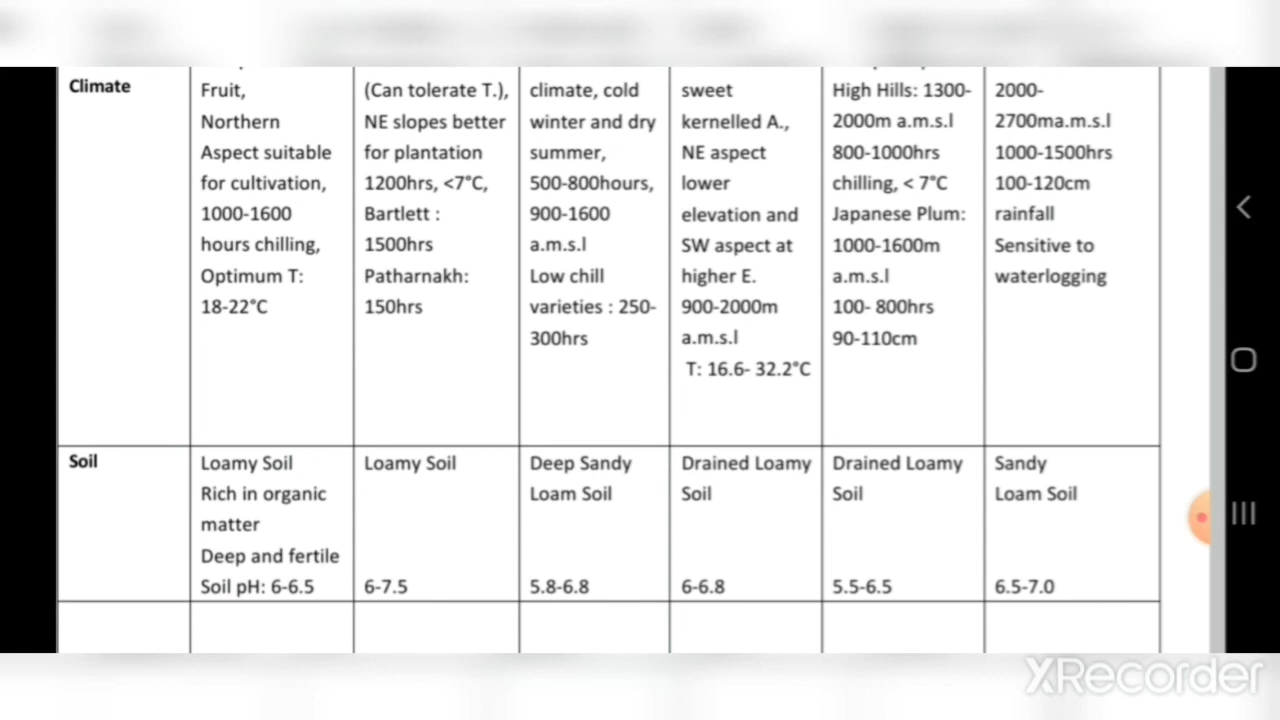 Climate
Fruit,
Northern
Aspect suitable
for cultivation,
1000-1600
hours chilling,
Optimum T:
18-22°C
(Can tolerate T.),
NE slopes better
for plantation
1200hrs, <7°C,
Bartlett :
1500hrs
Patharnakh:
150hrs
climate, cold
winter and dry
summer,
500-800hours,
900-1600
a.m.s.l
Low chill
varieties : 250-
300hrs
sweet
kernelled A.,
NE aspect
lower
elevation and
SW aspect at
higher E.
900-2000m
a.m.s.l
T: 16.6- 32.2°C
High Hills: 1300-
2000m a.m.s.l
800-1000hrs
chilling, < 7°C
Japanese Plum:
1000-1600m
a.m.s.l
100- 800hrs
90-110cm
2000-
2700ma.m.s.l
1000-1500hrs
100-120cm
rainfall
Sensitive to
waterlogging
Soil
Loamy Soil
Rich in organic
matter
Deep and fertile
Soil pH: 6-6.5
Loamy Soil
6-7.5
Deep Sandy
Loam Soil
5.8-6.8
Drained Loamy
Soil
6-6.8
Drained Loamy
Soil
5.5-6.5
Sandy
Loam Soil
6.5-7.0
XRecorder